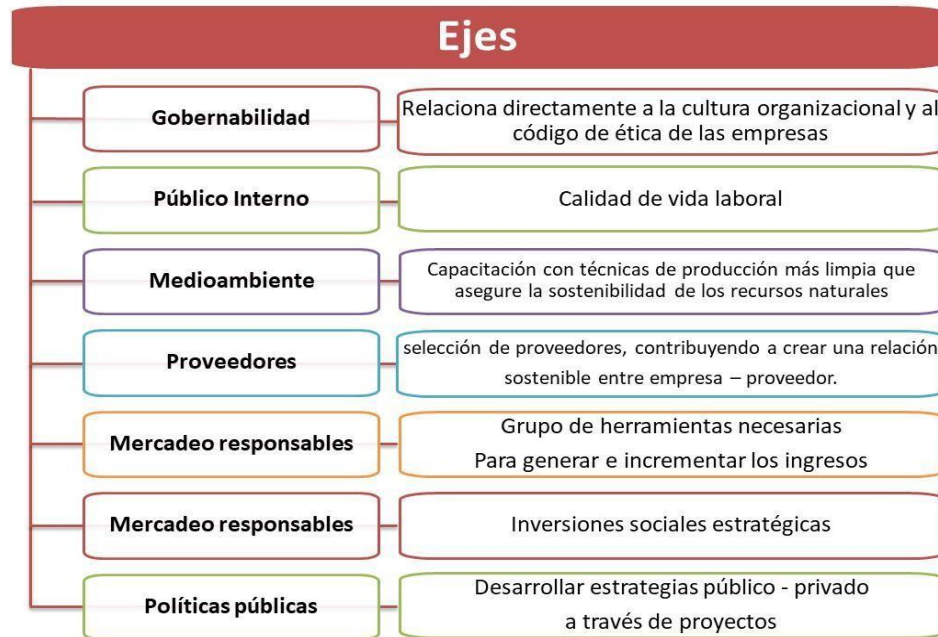 Ejes
Gobernabilidad
Relaciona directamente a la cultura organizacional y al
código de ética de las empresas
Público Interno
Calidad de vida laboral
Medioambiente
Capacitación con técnicas de producción más limpia que
asegure la sostenibilidad de los recursos naturales
Proveedores
selección de proveedores, contribuyendo a crear una relación
sostenible entre empresa – proveedor.
Mercadeo responsables
Grupo de herramientas necesarias
Para generar e incrementar los ingresos
Mercadeo responsables
Inversiones sociales estratégicas
Políticas públicas
Desarrollar estrategias público - privado
a través de proyectos